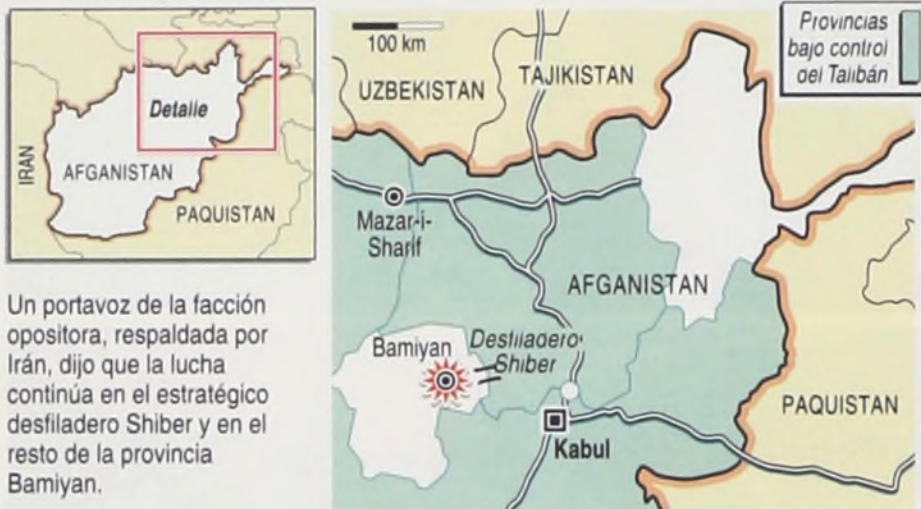 IRAN
Detalle
AFGANISTAN
PAQUISTAN
Un portavoz de la facción
opositora, respaldada por
Irán, dijo que la lucha
continúa en el estratégico
desfiladero Shiber y en el
resto de la provincia
Bamiyan.
100 km
Provincias
bajo control
del Talibán
UZBEKISTAN
TAJIKISTAN
Mazar-i-
Sharif
AFGANISTAN
Bamiyan
Desfiladero
Shiber
PAQUISTAN
Kabul